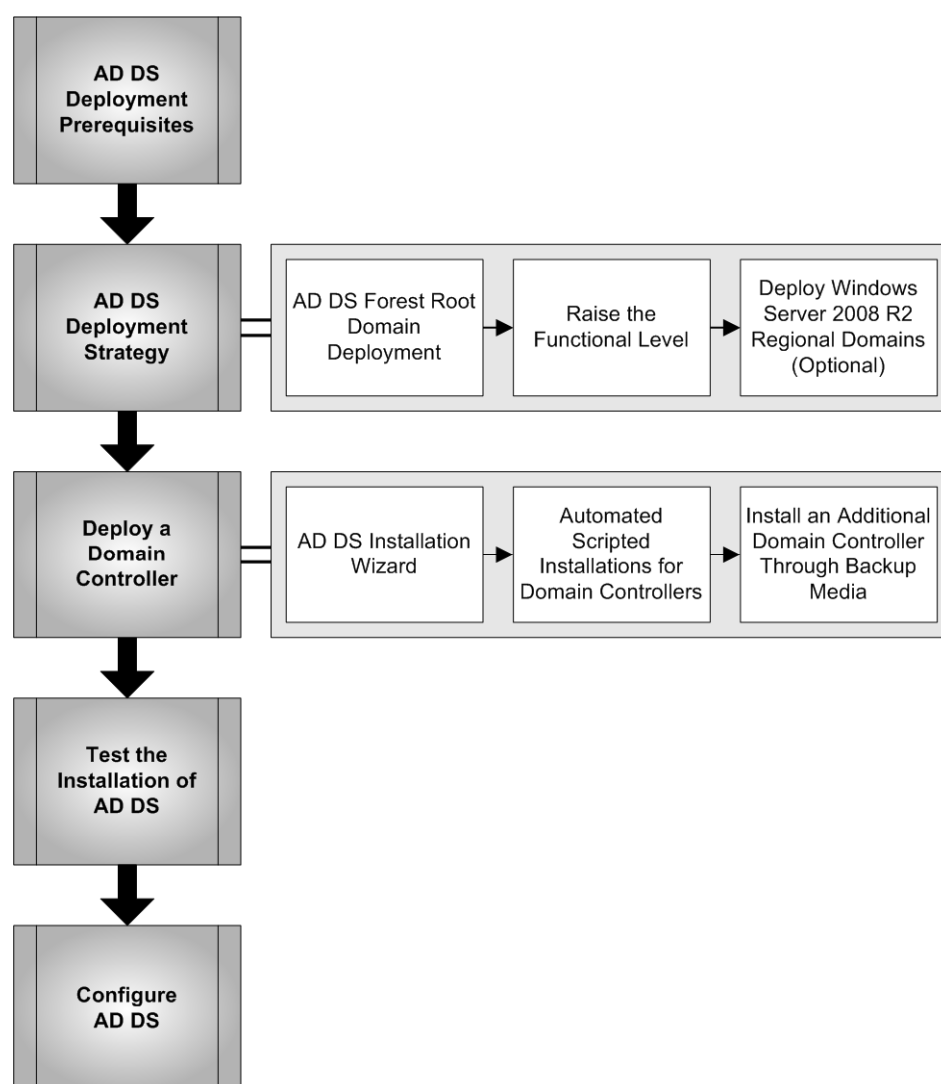 AD DS
Deployment
Prerequisites
AD DS
Deployment
Strategy
AD DS Forest Root
Domain
Deployment
Raise the
Functional Level
Deploy Windows
Server 2008 R2
Regional Domains
(Optional)
Deploy a
Domain
Controller
AD DS Installation
Wizard
Automated
Scripted
Installations for
Domain Controllers
Install an Additional
Domain Controller
Through Backup
Media
Test the
Installation of
AD DS
Configure
AD DS